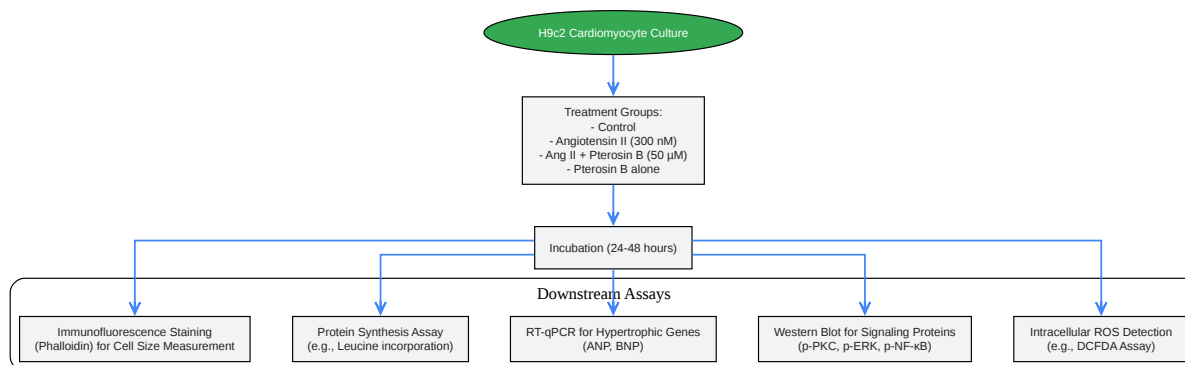 H9c2 Cardiomyocyte Culture
Treatment Groups:
- Control
- Angiotensin II (300 nM)
- Ang II + Pterosin B (50 µM)
- Pterosin B alone
Incubation (24-48 hours)
Downstream Assays
Immunofluorescence Staining
(Phalloidin) for Cell Size Measurement
Protein Synthesis Assay
(e.g., Leucine incorporation)
RT-qPCR for Hypertrophic Genes
(ANP, BNP)
Western Blot for Signaling Proteins
(p-PKC, p-ERK, p-NF-κB)
Intracellular ROS Detection
(e.g., DCFDA Assay)